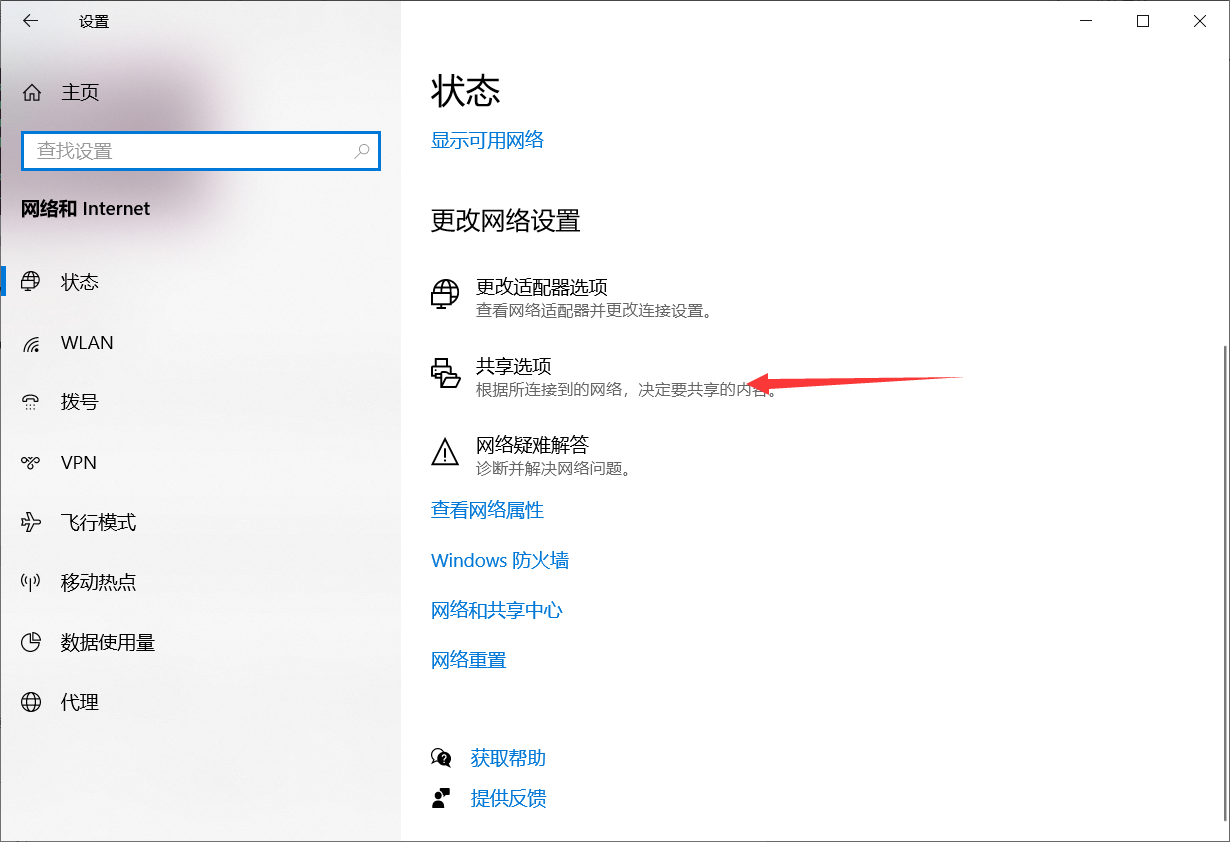 设置
主页
查找设置
网络和 Internet
状态
WLAN
拨号
VPN
飞行模式
移动热点
数据使用量
代理
状态
显示可用网络
更改网络设置
更改适配器选项
查看网络适配器并更改连接设置。
共享选项
根据所连接到的网络，决定要共享的内容。
网络疑难解答
诊断并解决网络问题。
查看网络属性
Windows 防火墙
网络和共享中心
网络重置
获取帮助
提供反馈